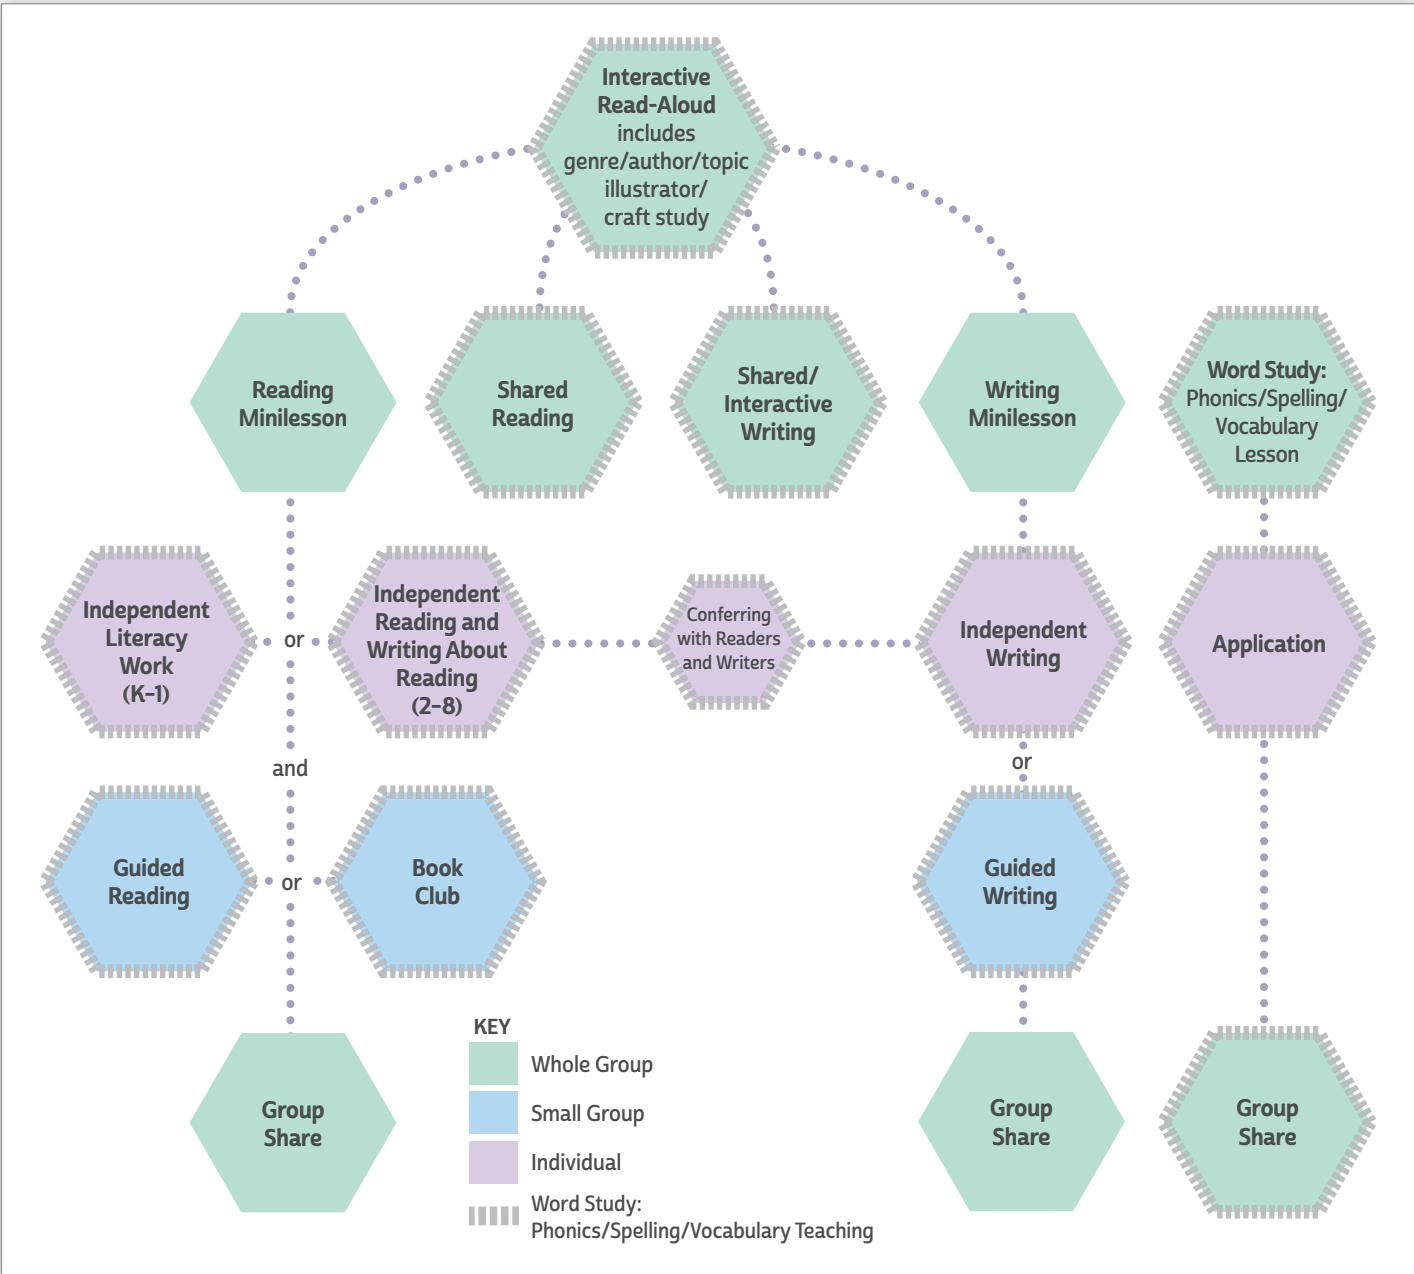 Interactive
Read-Aloud
includes
genre/author/topic
illustrator/
craft study
Reading
Minilesson
Shared
Reading
Shared/
Interactive
Writing
Writing
Minilesson
Word Study:
Phonics/Spelling/
Vocabulary
Lesson
Independent
Literacy
Work
(K–1)
or
Independent
Reading and
Writing About
Reading
(2–8)
Conferring
with Readers
and Writers
Independent
Writing
Application
and
or
Guided
Reading
or
Book
Club
Guided
Writing
Group
Share
KEY
Whole Group
Small Group
Individual
Word Study:
Phonics/Spelling/Vocabulary Teaching
Group
Share
Group
Share